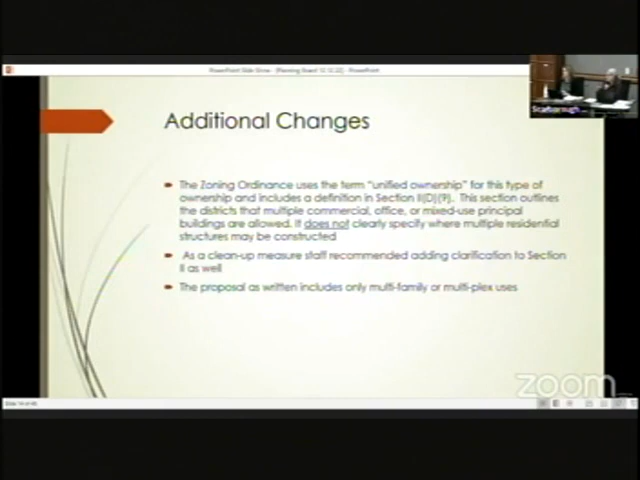 PowerPoint Slide Show - [Planning Board 12.12.22] - PowerPoint
Additional Changes
The Zoning Ordinance uses the term "unified ownership" for this type of
ownership and includes a definition in Section II(D)(9). This section outlines
the districts that multiple commercial, office, or mixed-use principal
buildings are allowed. It does not clearly specify where multiple residential
structures may be constructed
As a clean-up measure staff recommended adding clarification to Section
II as well
The proposal as written includes only multi-family or multi-plex uses
zoom